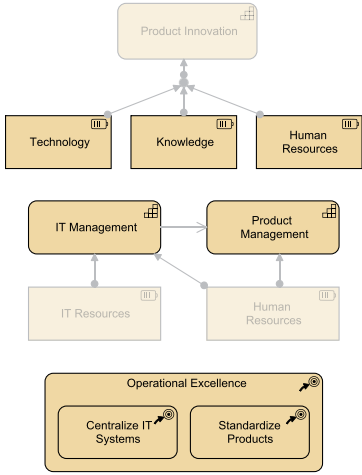 Product Innovation
Technology
Knowledge
Human
Resources
IT Management
Product
Management
IT Resources
Human
Resources
Operational Excellence
Centralize IT
Systems
Standardize
Products